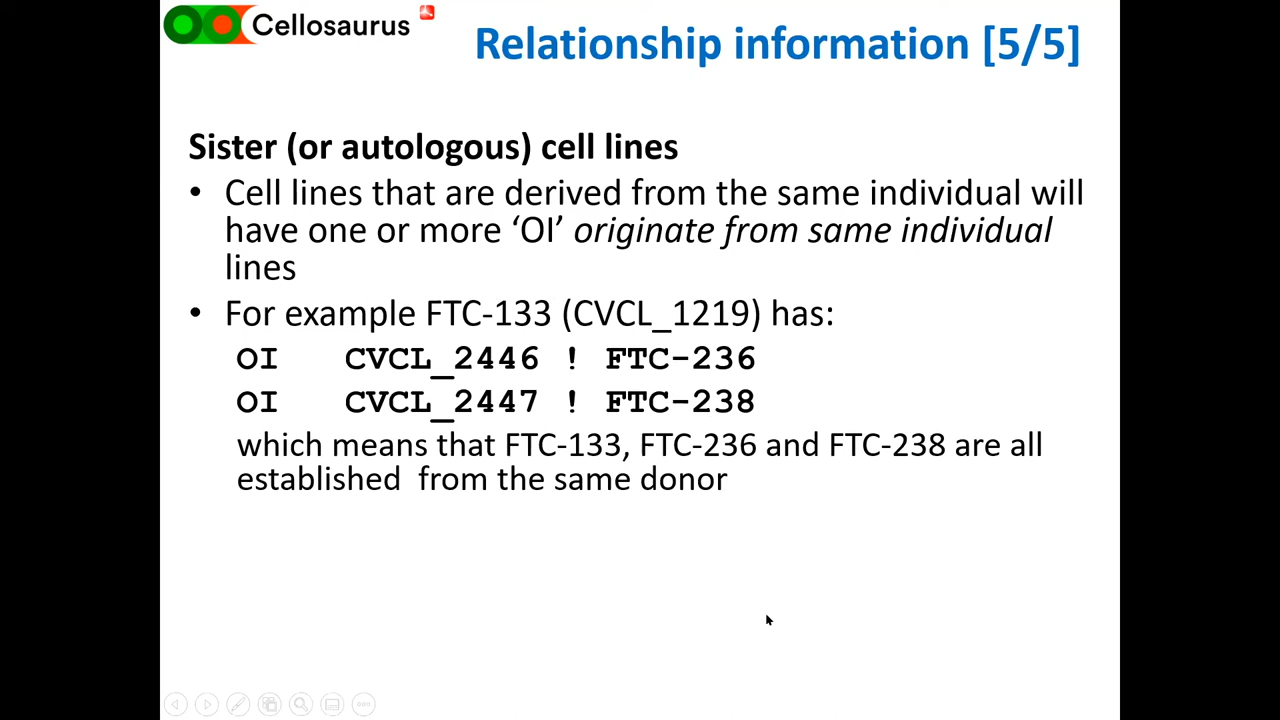 Cellosaurus
Relationship information [5/5]
Sister (or autologous) cell lines
• Cell lines that are derived from the same individual will
have one or more ‘OI’ originate from same individual
lines
• For example FTC-133 (CVCL_1219) has:
OI CVCL_2446 ! FTC-236
OI CVCL_2447 ! FTC-238
which means that FTC-133, FTC-236 and FTC-238 are all
established from the same donor